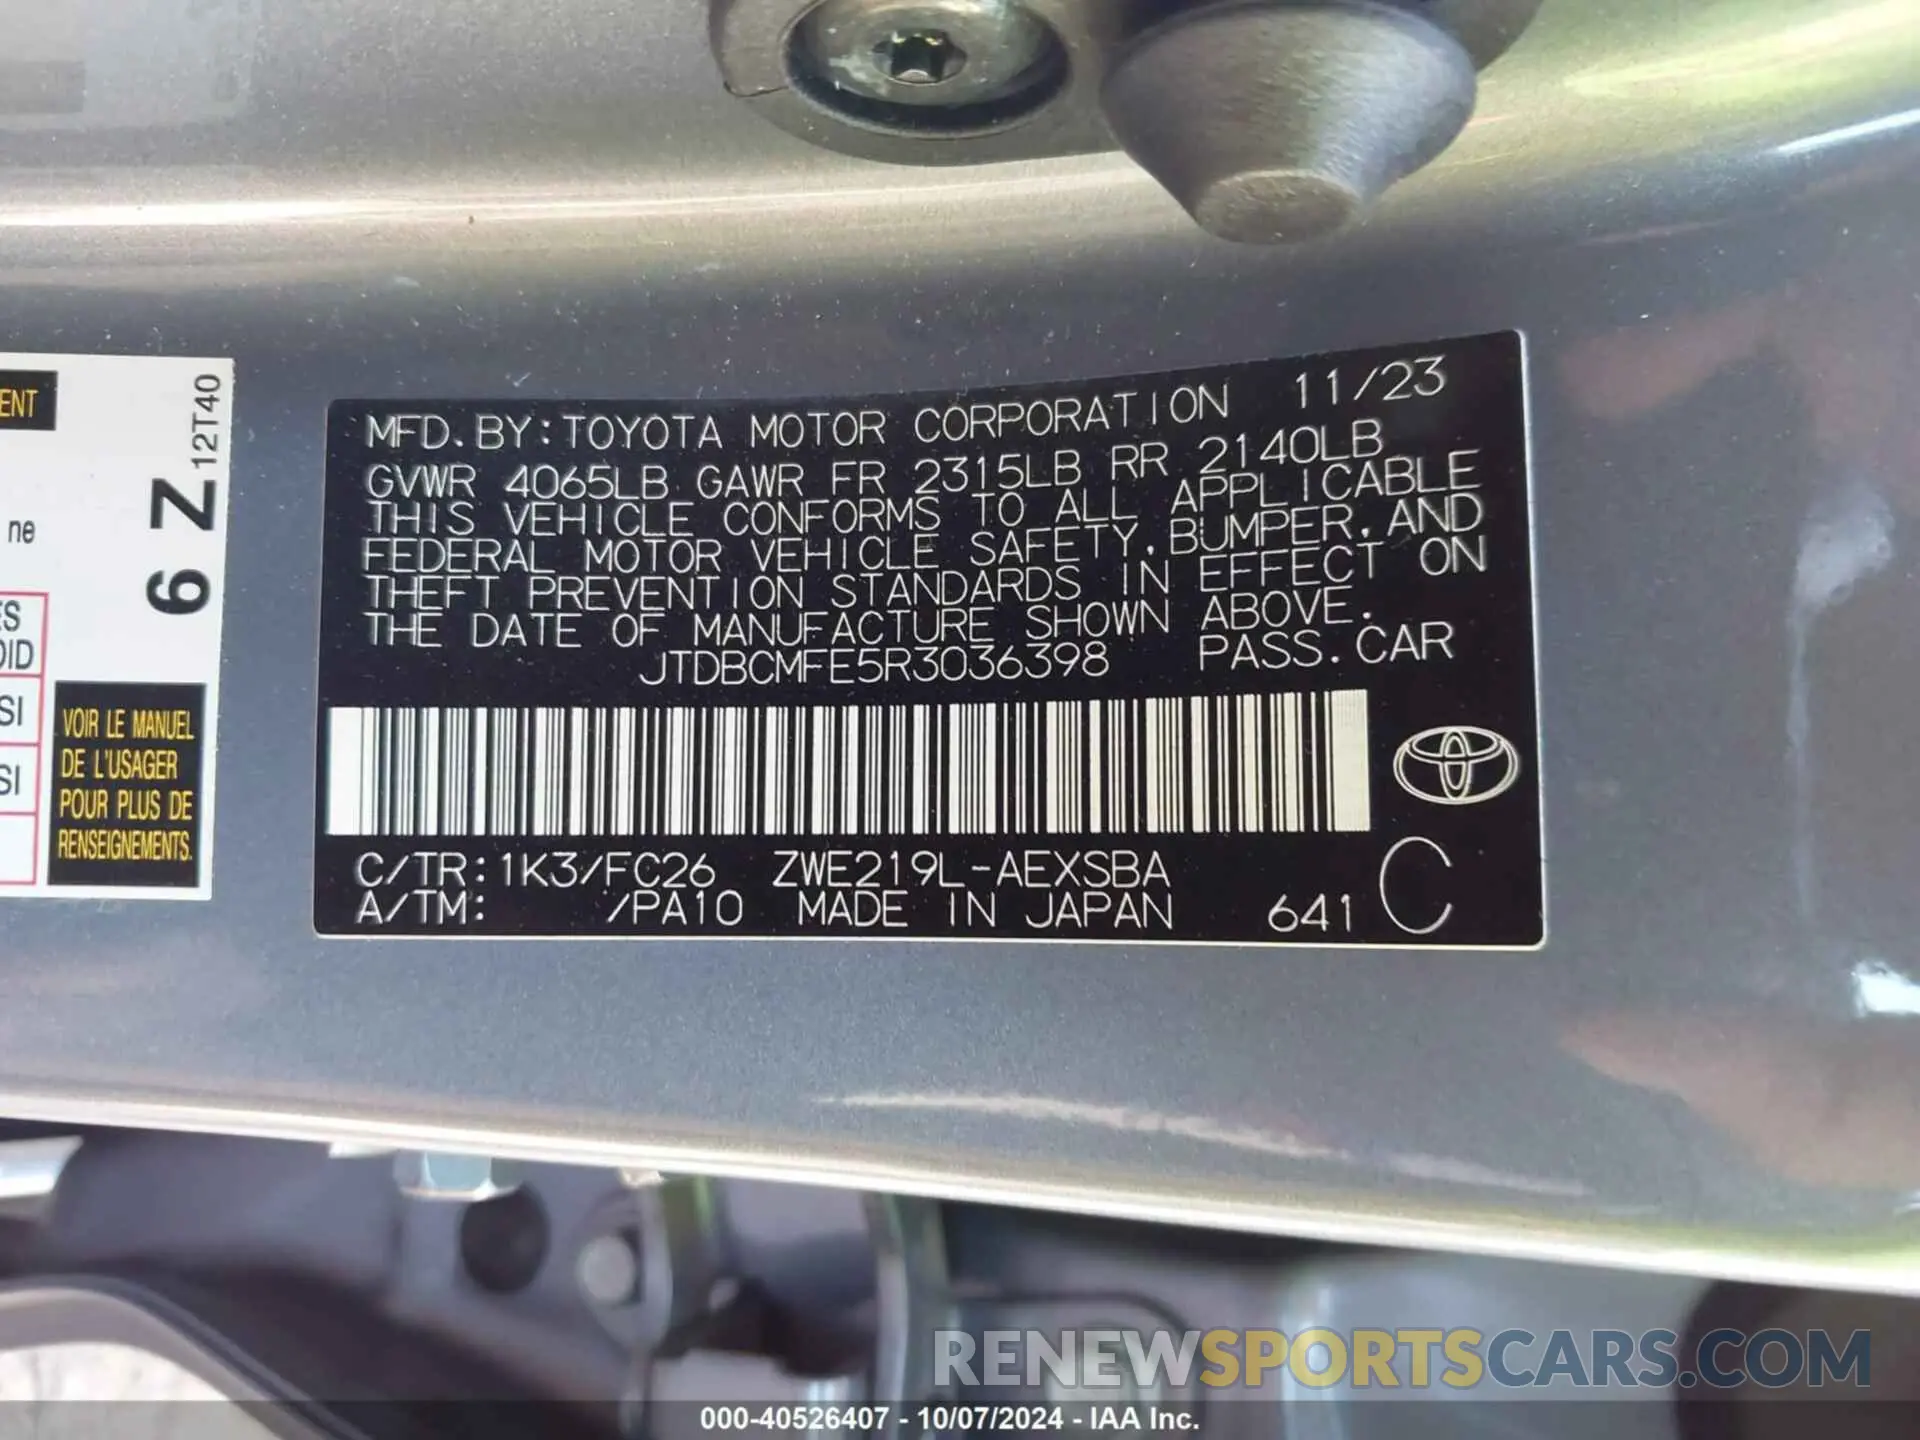 MFD. BY: TOYOTA MOTOR CORPORATION 11/23
GVWR 4065LB GAWR FR 2315LB RR 2140LB
THIS VEHICLE CONFORMS TO ALL APPLICABLE
FEDERAL MOTOR VEHICLE SAFETY, BUMPER, AND
THEFT PREVENTION STANDARDS IN EFFECT ON
THE DATE OF MANUFACTURE SHOWN ABOVE.
JTDBCMFE5R3036398 PASS. CAR
C/TR: 1K3/FC26 ZWE219L-AEXSBA
A/TM: /PA10 MADE IN JAPAN 641 C
ENT
ne
ES
OID
SI
SI
6 Z 12T40
VOIR LE MANUEL
DE L'USAGER
POUR PLUS DE
RENSEIGNEMENTS.
RENEWSPORTSCARS.COM
000-40526407 - 10/07/2024 - IAA Inc.